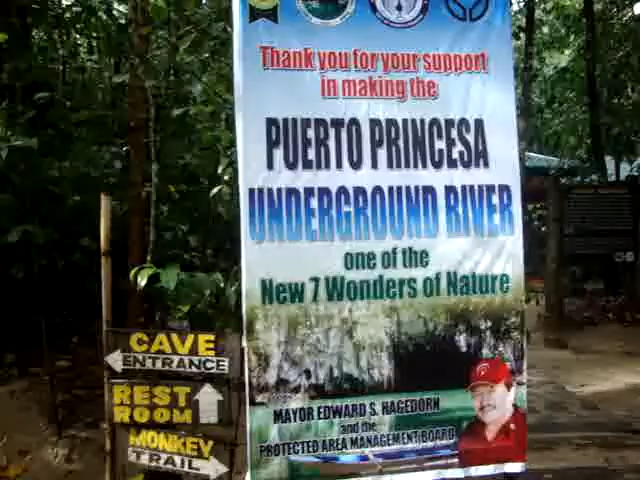 Thank you for your support
in making the
PUERTO PRINCESA
UNDERGROUND RIVER
one of the
New 7 Wonders of Nature
MAYOR EDWARD S. HAGEDORN
and the
PROTECTED AREA MANAGEMENT BOARD
CAVE
ENTRANCE
REST
ROOM
MONKEY
TRAIL